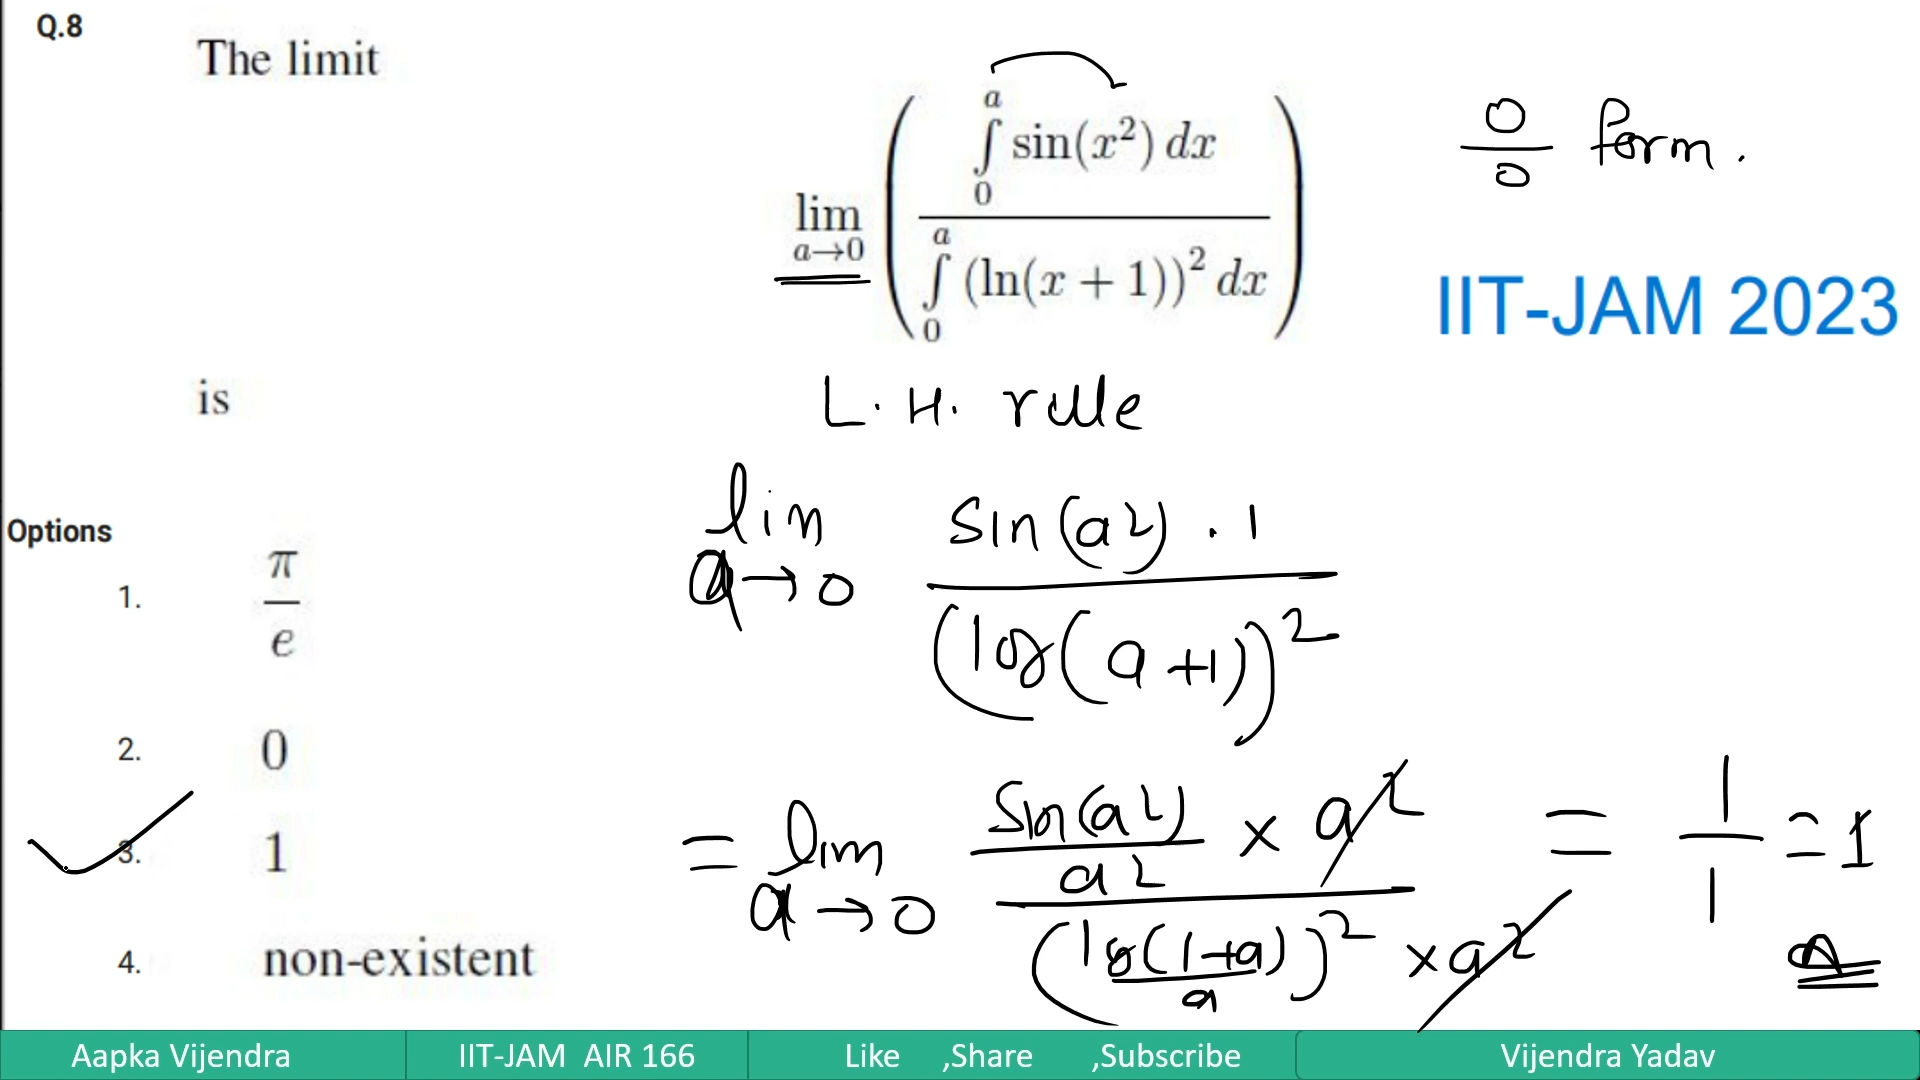 Q.8
The limit
lim a→0 ( ∫₀ᵃ sin(x²) dx / ∫₀ᵃ (ln(x + 1))² dx )
0/0 form.
IIT-JAM 2023
is
L.H. rule
lim a→0 sin(a²) . 1 / (log(a+1))²
Options
1. π/e
2. 0
3. 1
4. non-existent
= lim a→0 (sin(a²)/a² × a²) / ((log(1+a)/a)² × a²) = 1/1 = 1
A
Aapka Vijendra
IIT-JAM AIR 166
Like ,Share ,Subscribe
Vijendra Yadav